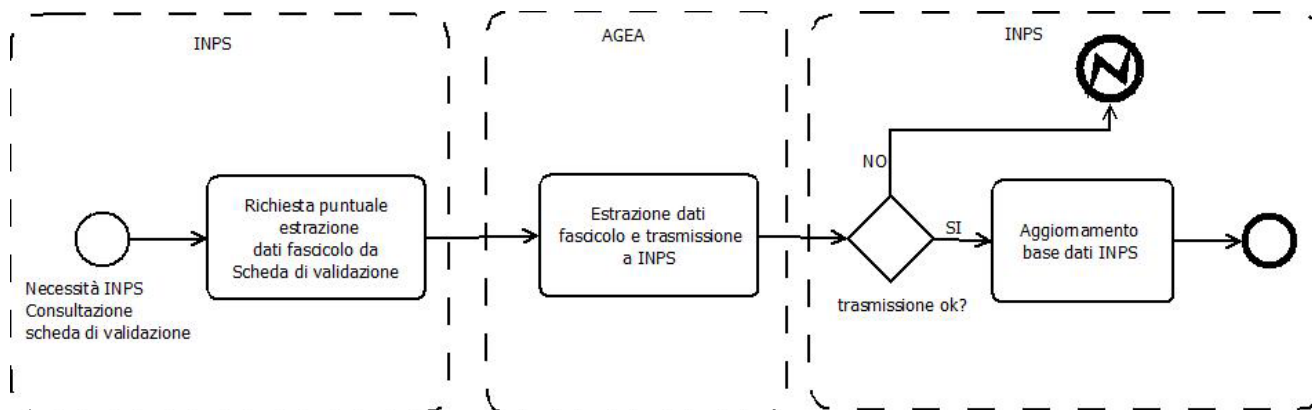 INPS
Necessità INPS
Consultazione
scheda di validazione
Richiesta puntuale
estrazione
dati fascicolo da
Scheda di validazione
AGEA
Estrazione dati
fascicolo e trasmissione
a INPS
INPS
NO
SI
trasmissione ok?
Aggiornamento
base dati INPS